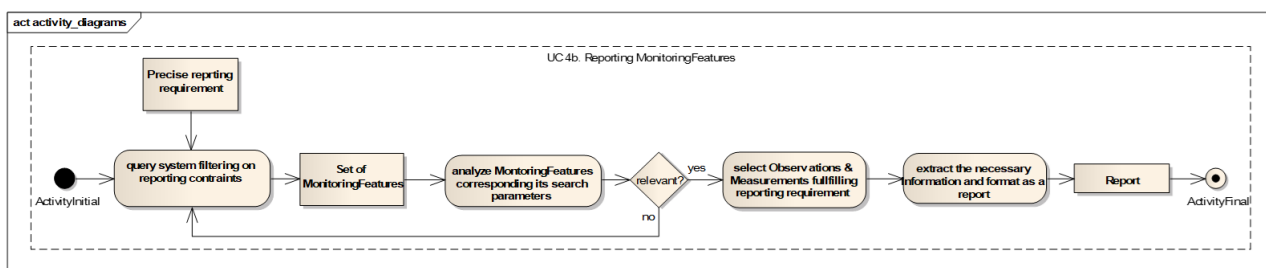 act activity_diagrams
UC 4b. Reporting MonitoringFeatures
Precise reprting
requirement
query system filtering on
reporting contraints
Set of
MonitoringFeatures
analyze MontoringFeatures
corresponding its search
parameters
relevant?
yes
no
select Observations &
Measurements fullfilling
reporting requirement
extract the necessary
Information and format as a
report
Report
ActivityInitial
ActivityFinal